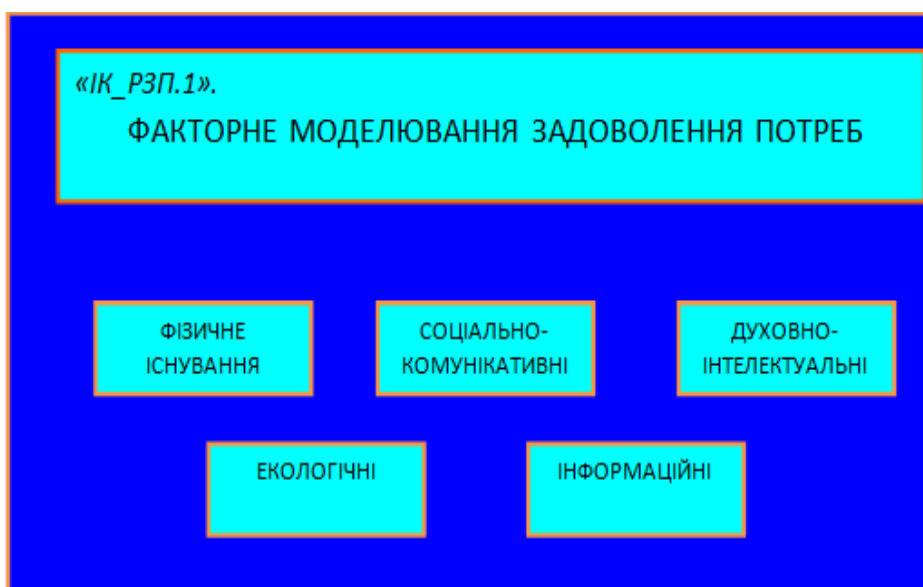 «ІК_РЗП.1».
ФАКТОРНЕ МОДЕЛЮВАННЯ ЗАДОВОЛЕННЯ ПОТРЕБ
ФІЗИЧНЕ
ІСНУВАННЯ
СОЦІАЛЬНО-
КОМУНІКАТИВНІ
ДУХОВНО-
ІНТЕЛЕКТУАЛЬНІ
ЕКОЛОГІЧНІ
ІНФОРМАЦІЙНІ